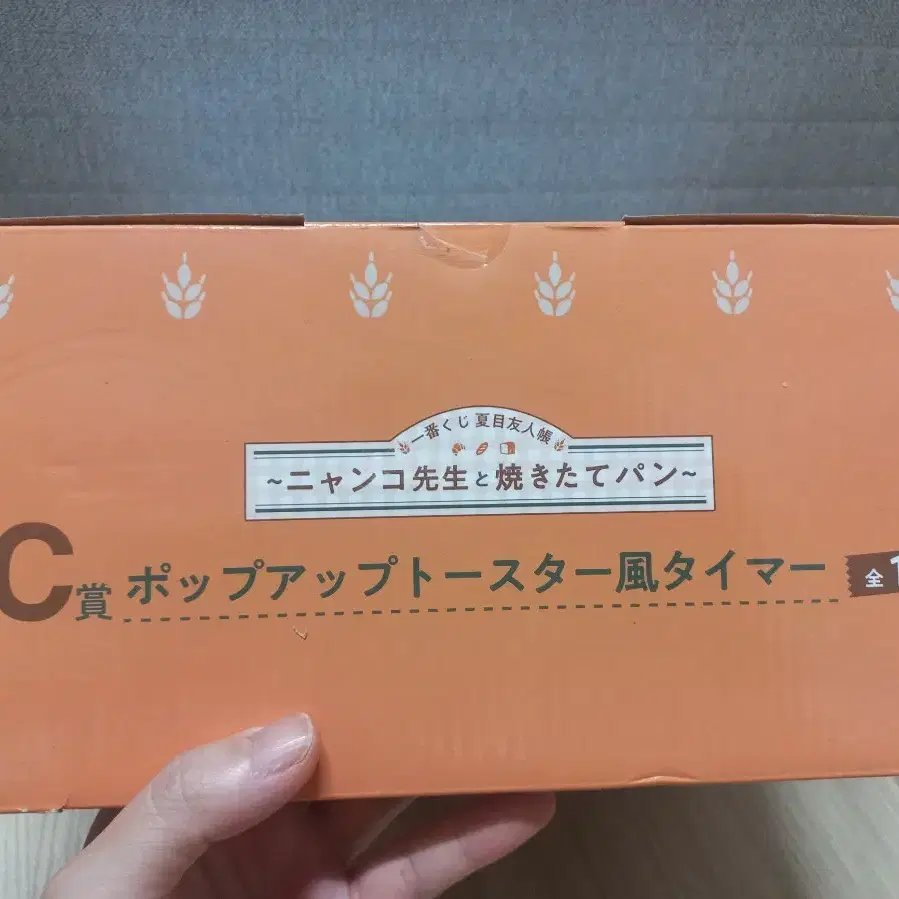 一番くじ 夏目友人帳
~ニャンコ先生と焼きたてパン~
C賞 ポップアップトースター風タイマー 全1